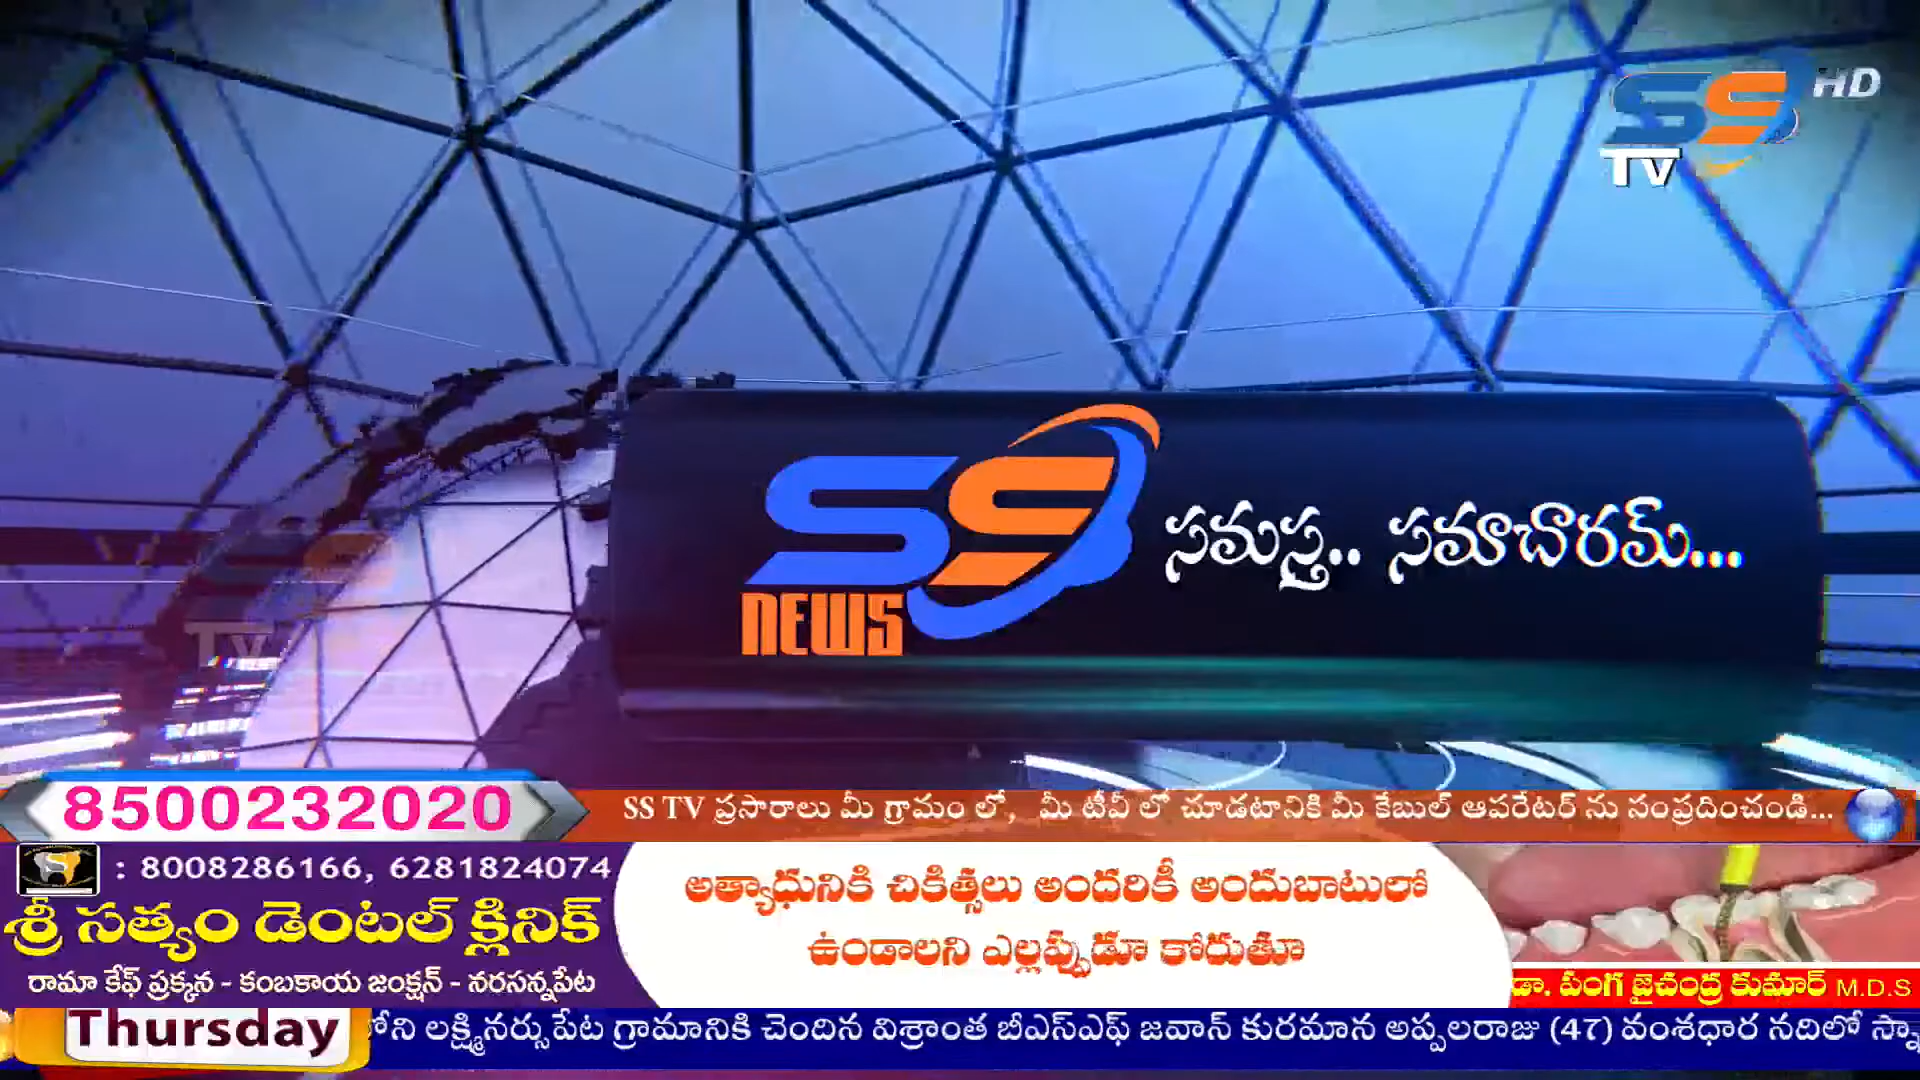 SS HD
TV
SS
NEWS
సమస్త.. సమాచారమ్...
TV
8500232020
SS TV ప్రసారాలు మీ గ్రామం లో, మీ టీవీ లో చూడటానికి మీ కేబుల్ ఆపరేటర్ ను సంప్రదించండి...
: 8008286166, 6281824074
శ్రీ సత్యం డెంటల్ క్లినిక్
రామా కేఫ్ ప్రక్కన - కంబకాయ జంక్షన్ - నరసన్నపేట
అత్యాధునికి చికిత్సలు అందరికీ అందుబాటులో
ఉండాలని ఎల్లప్పుడూ కోరుతూ
డా. పంగ జైచంద్ర కుమార్ M.D.S
Thursday
లోని లక్ష్మినర్సుపేట గ్రామానికి చెందిన విశ్రాంత బీఎస్ఎఫ్ జవాన్ కురమాన అప్పలరాజు (47) వంశధార నదిలో